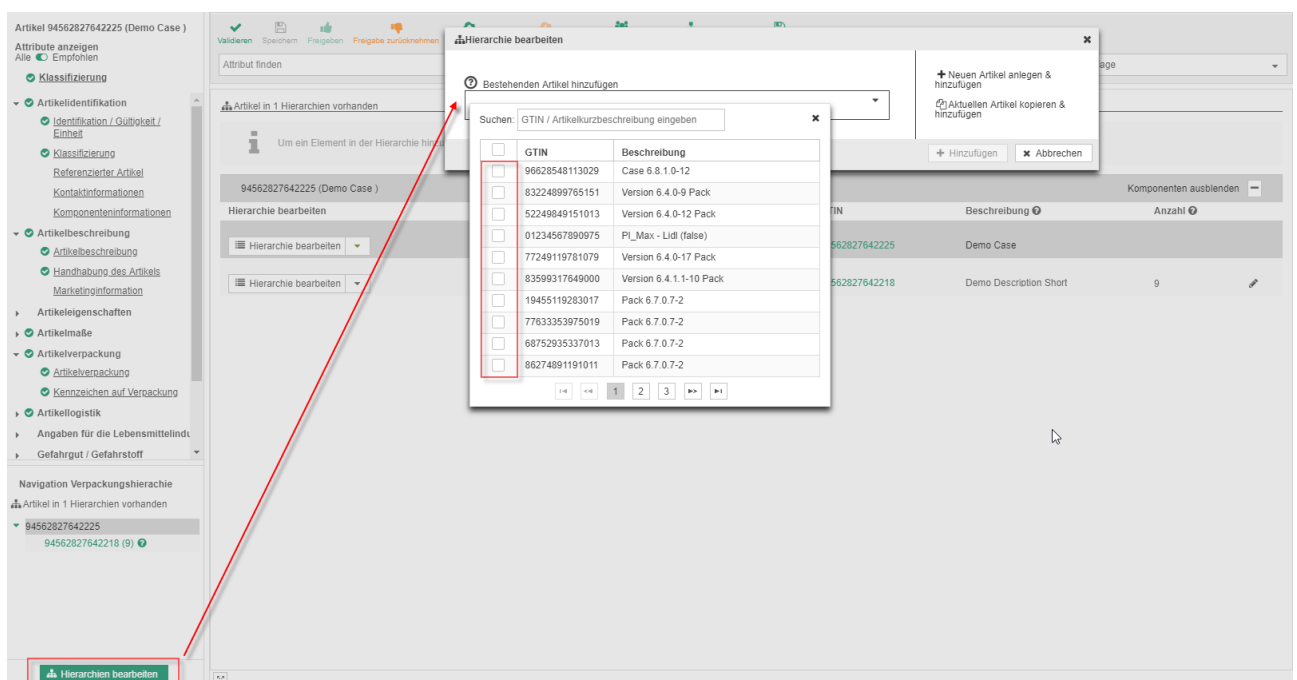 Artikel 94562827642225 (Demo Case )
Attribute anzeigen
Alle Empfohlen
Klassifizierung
Artikelidentifikation
Identifikation / Gültigkeit /
Einheit
Klassifizierung
Referenzierter Artikel
Kontaktinformationen
Komponenteninformationen
Artikelbeschreibung
Artikelbeschreibung
Handhabung des Artikels
Marketinginformation
Artikeleigenschaften
Artikelmaße
Artikelverpackung
Artikelverpackung
Kennzeichen auf Verpackung
Artikellogistik
Angaben für die Lebensmittelindu
Gefahrgut / Gefahrstoff
Navigation Verpackungshierachie
Artikel in 1 Hierarchien vorhanden
94562827642225
94562827642218 (9)
Hierarchien bearbeiten
Validieren Speichern Freigeben Freigabe zurücknehmen
Attribut finden
age
Artikel in 1 Hierarchien vorhanden
Um ein Element in der Hierarchie hinzu
94562827642225 (Demo Case )
Komponenten ausblenden
Hierarchie bearbeiten
TIN Beschreibung Anzahl
Hierarchie bearbeiten
562827642225 Demo Case
Hierarchie bearbeiten
562827642218 Demo Description Short 9
Hierarchie bearbeiten
Bestehenden Artikel hinzufügen
Neuen Artikel anlegen &
hinzufügen
Aktuellen Artikel kopieren &
hinzufügen
+ Hinzufügen
Abbrechen
Suchen: GTIN / Artikelkurzbeschreibung eingeben
GTIN Beschreibung
96628548113029 Case 6.8.1.0-12
83224899765151 Version 6.4.0-9 Pack
52249849151013 Version 6.4.0-12 Pack
01234567890975 PI_Max - Lidl (false)
77249119781079 Version 6.4.0-17 Pack
83599317649000 Version 6.4.1.1-10 Pack
19455119283017 Pack 6.7.0.7-2
77633353975019 Pack 6.7.0.7-2
68752935337013 Pack 6.7.0.7-2
86274891191011 Pack 6.7.0.7-2
1 2 3